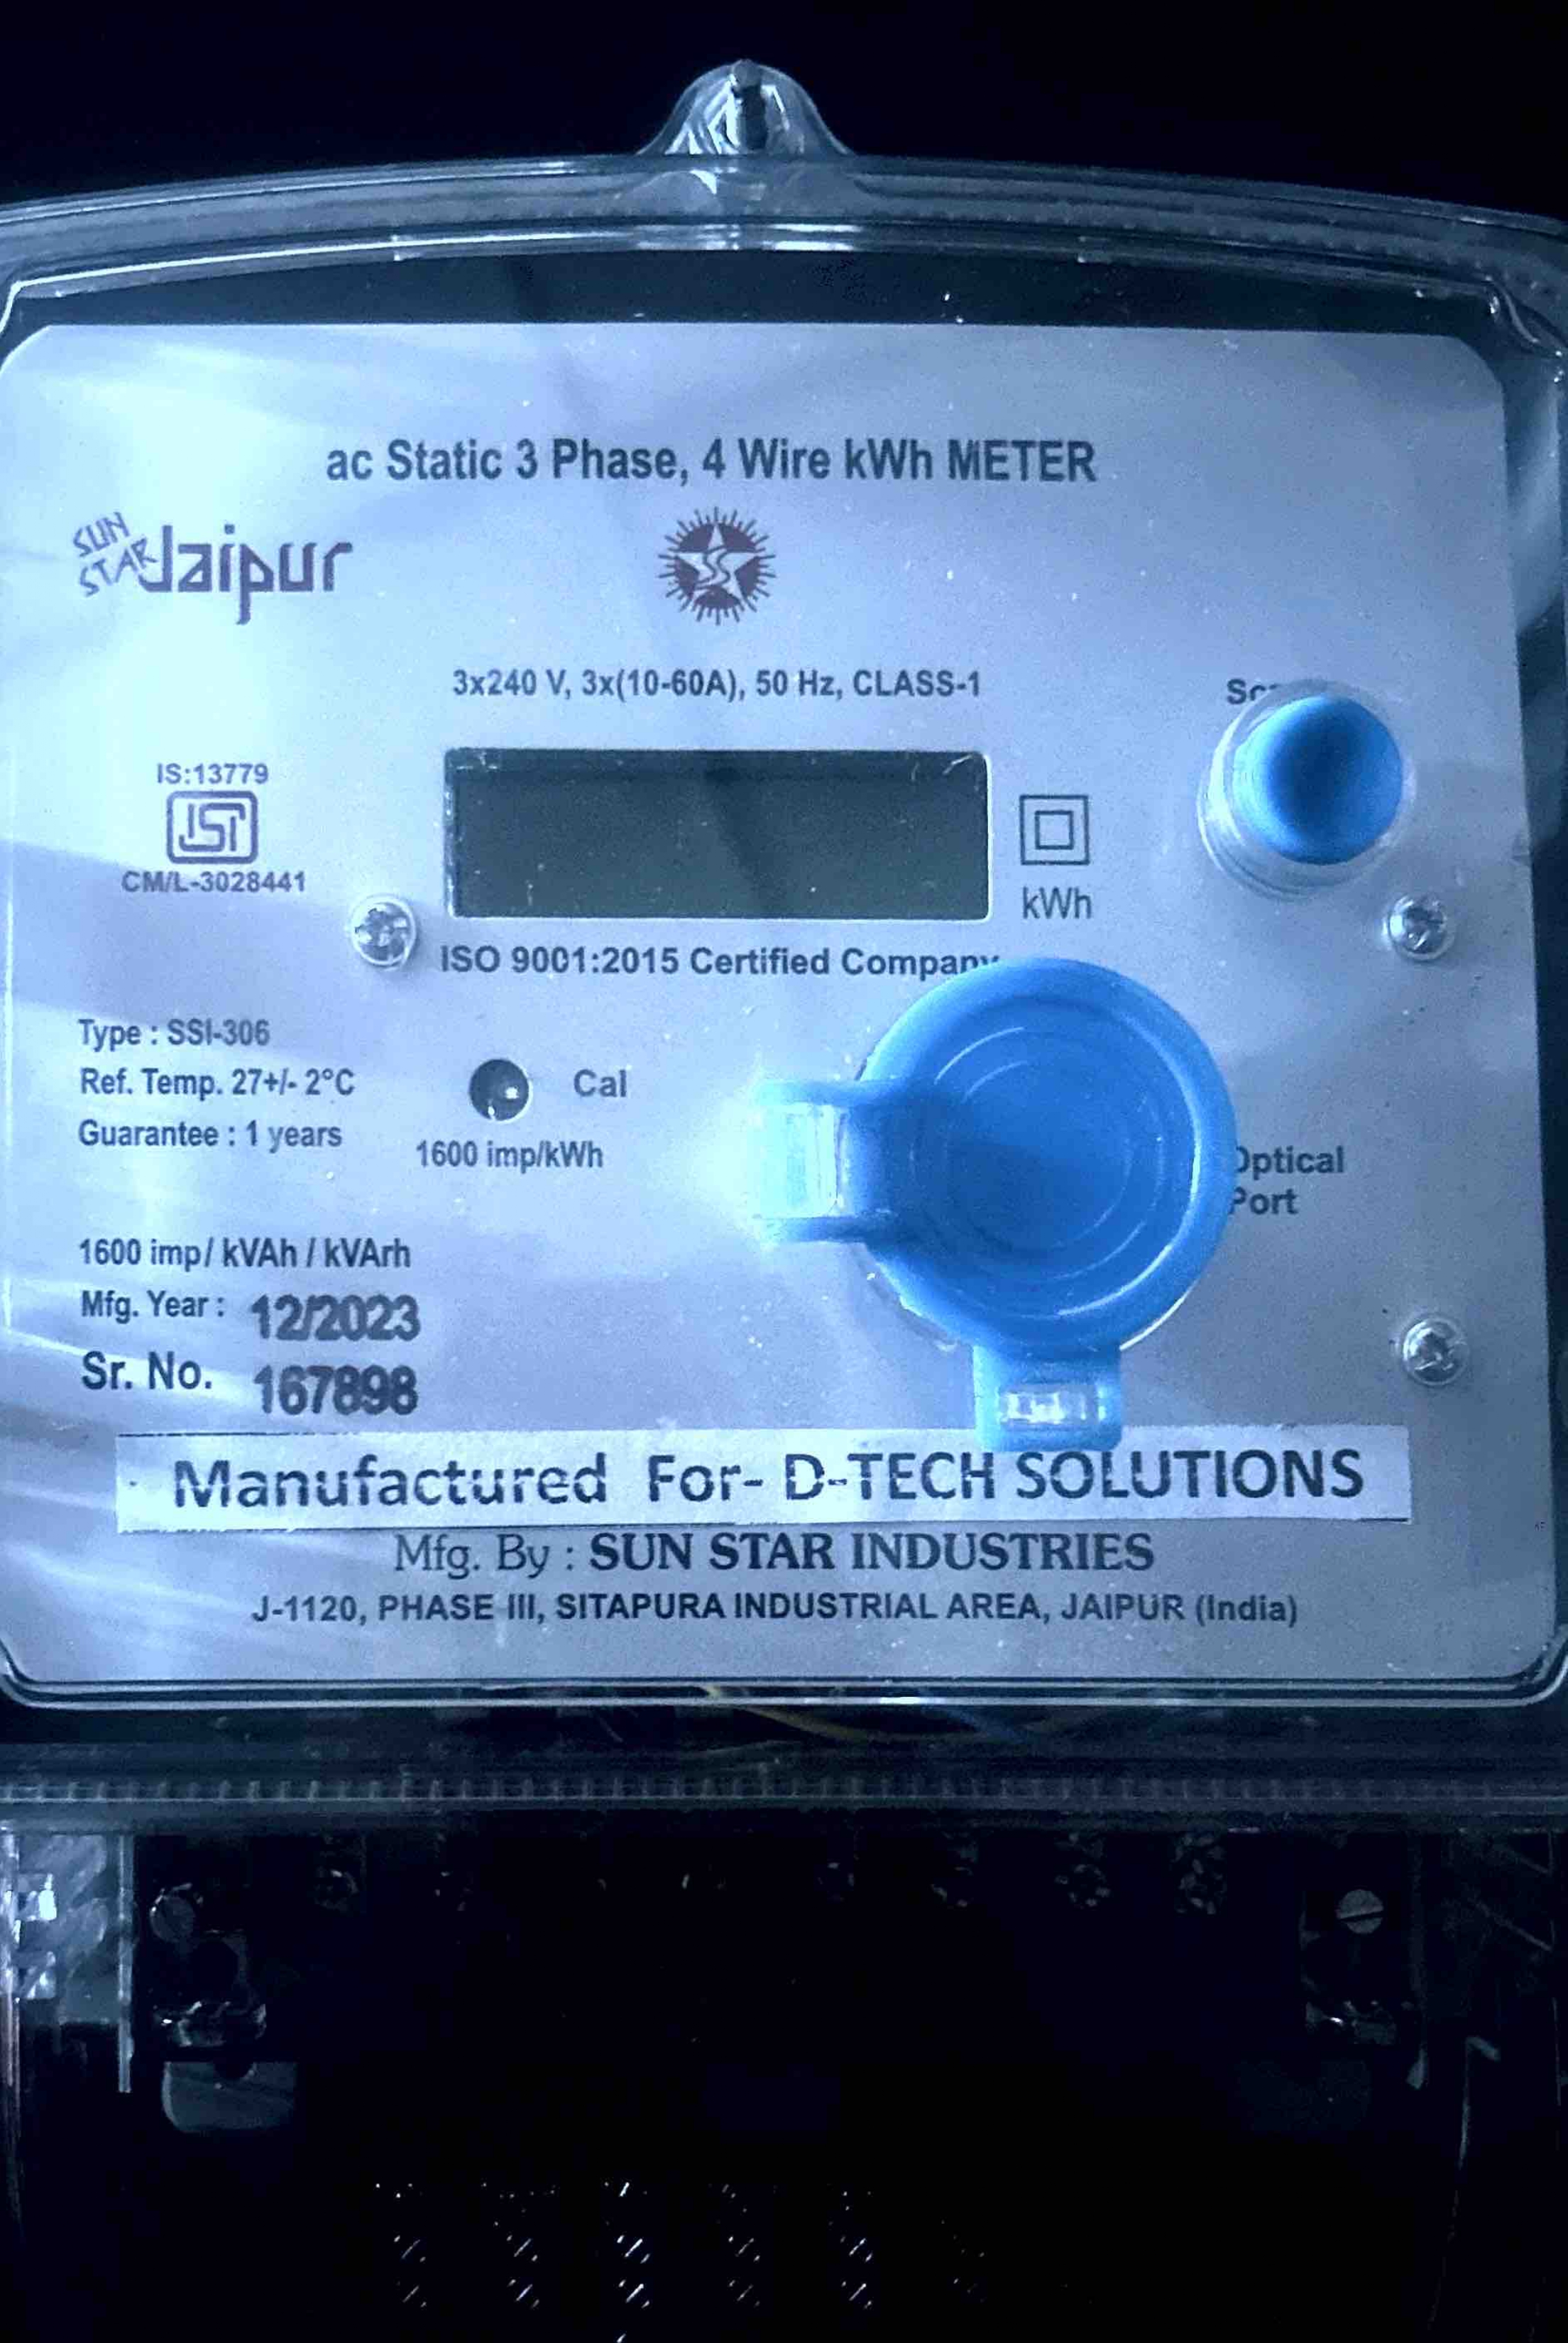 ac Static 3 Phase, 4 Wire kWh METER
SUN STAR Jaipur
3x240 V, 3x(10-60A), 50 Hz, CLASS-1
IS:13779
ISI
CM/L-3028441
kWh
ISO 9001:2015 Certified Company
Type : SSI-306
Ref. Temp. 27+/- 2°C
Guarantee : 1 years
Cal
1600 imp/kWh
Optical
Port
1600 imp/ kVAh / kVArh
Mfg. Year : 12/2023
Sr. No. 167898
Manufactured For- D-TECH SOLUTIONS
Mfg. By : SUN STAR INDUSTRIES
J-1120, PHASE III, SITAPURA INDUSTRIAL AREA, JAIPUR (India)